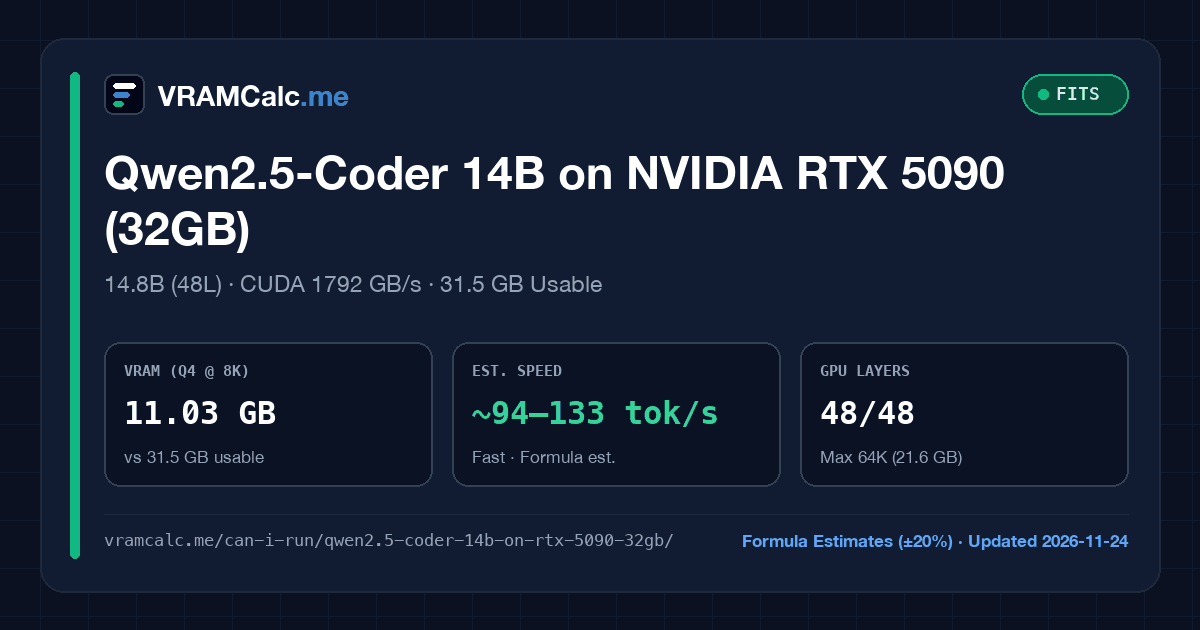 VRAMCalc.me
FITS
Qwen2.5-Coder 14B on NVIDIA RTX 5090
(32GB)
14.8B (48L) · CUDA 1792 GB/s · 31.5 GB Usable
VRAM (Q4 @ 8K)
11.03 GB
vs 31.5 GB usable
EST. SPEED
~94–133 tok/s
Fast · Formula est.
GPU LAYERS
48/48
Max 64K (21.6 GB)
vramcalc.me/can-i-run/qwen2.5-coder-14b-on-rtx-5090-32gb/
Formula Estimates (±20%) · Updated 2026-11-24